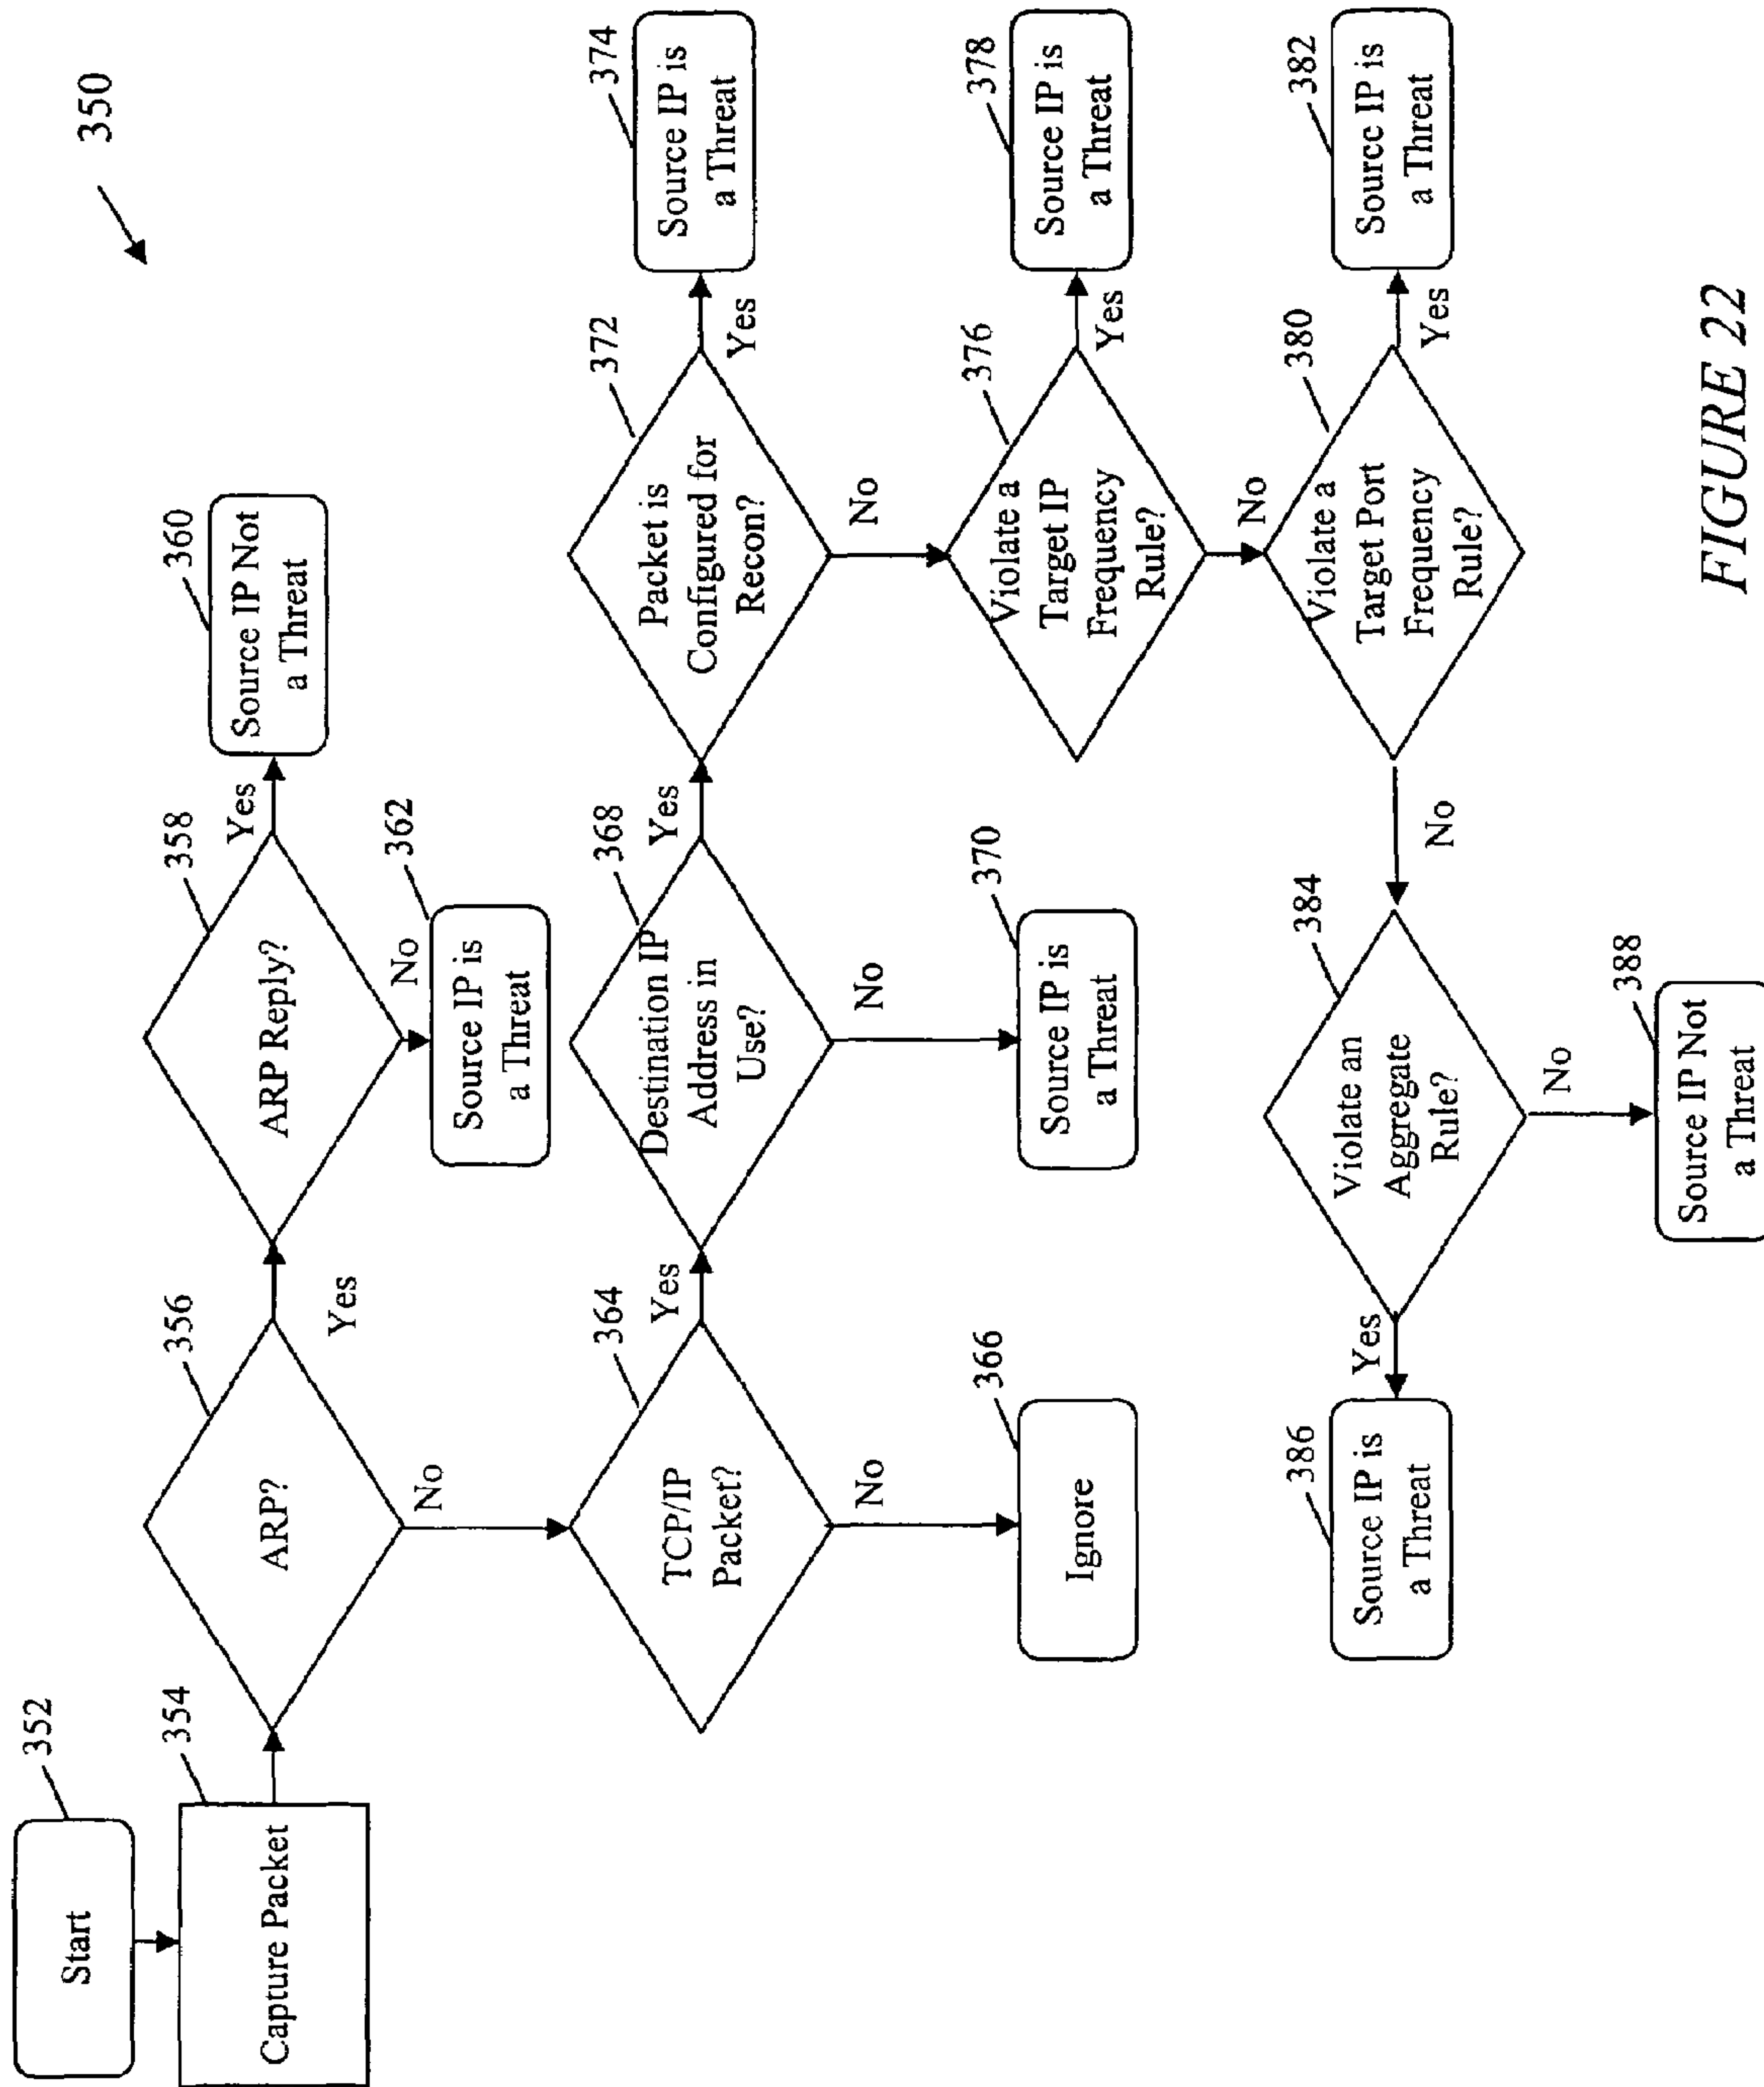 350
352
Start
354
Capture Packet
356
ARP?
Yes
No
358
ARP Reply?
Yes
No
360
Source IP Not
a Threat
362
Source IP is
a Threat
364
TCP/IP
Packet?
Yes
No
366
Ignore
368
Destination IP
Address in
Use?
Yes
No
370
Source IP is
a Threat
372
Packet is
Configured for
Recon?
Yes
No
374
Source IP is
a Threat
376
Violate a
Target IP
Frequency
Rule?
Yes
No
378
Source IP is
a Threat
380
Violate a
Target Port
Frequency
Rule?
Yes
No
382
Source IP is
a Threat
384
Violate an
Aggregate
Rule?
Yes
No
386
Source IP is
a Threat
388
Source IP Not
a Threat
FIGURE 22